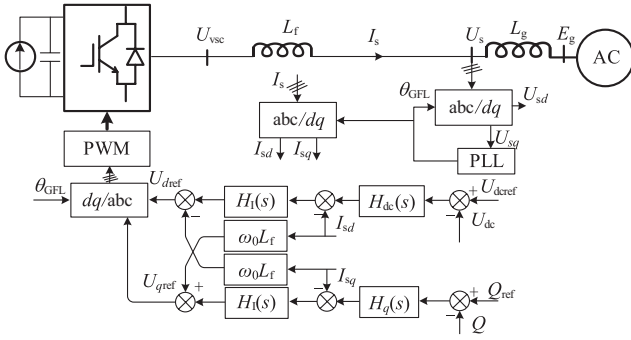 U_vsc L_f I_s U_s L_g E_g AC
I_s θ_GFL
abc/dq abc/dq U_sd
I_sd I_sq U_sq
PWM PLL
θ_GFL dq/abc U_dref − H_I(s) − H_dc(s) + U_dcref
ω_0L_f I_sd − U_dc
ω_0L_f I_sq
U_qref + + H_I(s) − H_q(s) + Q_ref
− Q